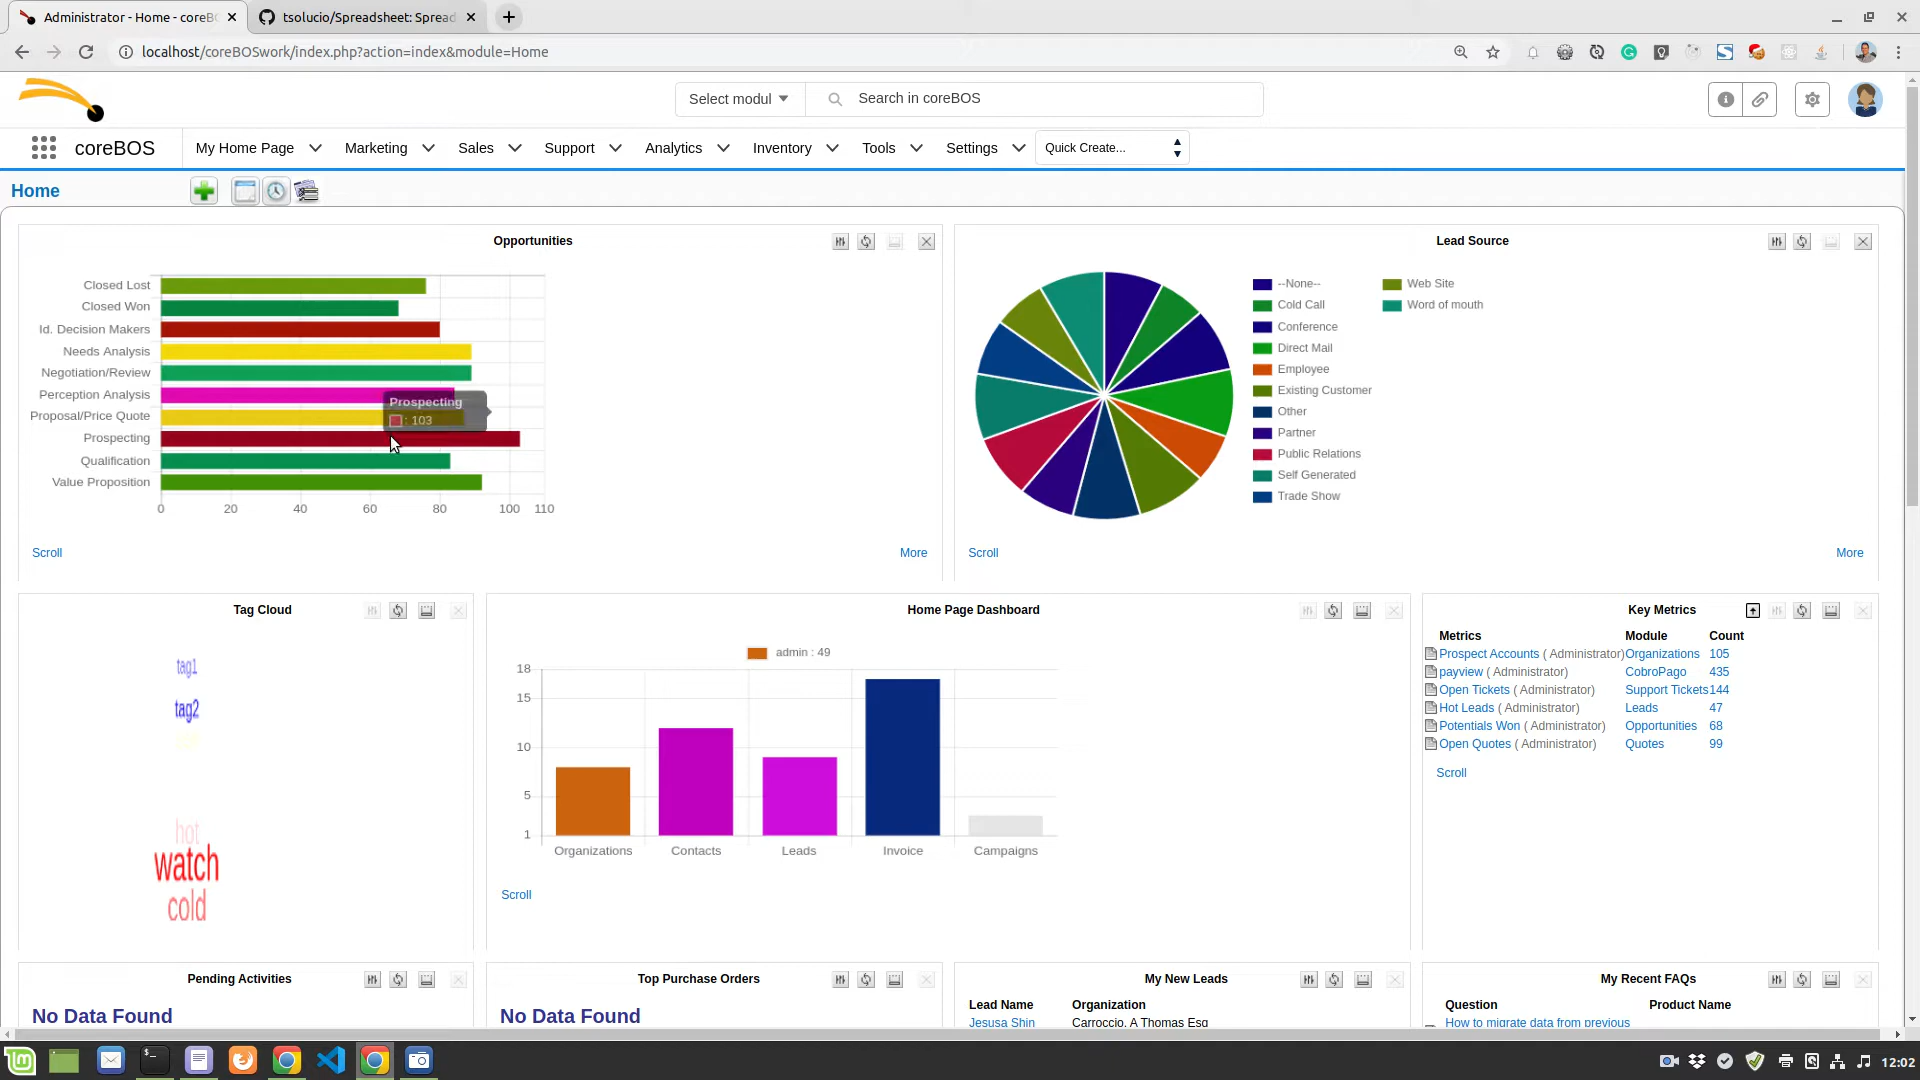 Administrator - Home - coreBO
tsolucio/Spreadsheet: Spread
localhost/coreBOSwork/index.php?action=index&module=Home
Select modul
Search in coreBOS
coreBOS
My Home Page
Marketing
Sales
Support
Analytics
Inventory
Tools
Settings
Quick Create...
Home
Opportunities
Closed Lost
Closed Won
Id. Decision Makers
Needs Analysis
Negotiation/Review
Perception Analysis
Proposal/Price Quote
Prospecting
Qualification
Value Proposition
Prospecting
: 103
0 20 40 60 80 100 110
Scroll
More
Lead Source
--None--
Cold Call
Conference
Direct Mail
Employee
Existing Customer
Other
Partner
Public Relations
Self Generated
Trade Show
Web Site
Word of mouth
Scroll
More
Tag Cloud
tag1
tag2
hot
watch
cold
Home Page Dashboard
admin : 49
18
15
10
5
1
Organizations Contacts Leads Invoice Campaigns
Scroll
Key Metrics
Metrics Module Count
Prospect Accounts ( Administrator) Organizations 105
payview ( Administrator) CobroPago 435
Open Tickets ( Administrator) Support Tickets 144
Hot Leads ( Administrator) Leads 47
Potentials Won ( Administrator) Opportunities 68
Open Quotes ( Administrator) Quotes 99
Scroll
Pending Activities
No Data Found
Top Purchase Orders
No Data Found
My New Leads
Lead Name Organization
Jesusa Shin Carroccio, A Thomas Esq
My Recent FAQs
Question Product Name
How to migrate data from previous
12:02